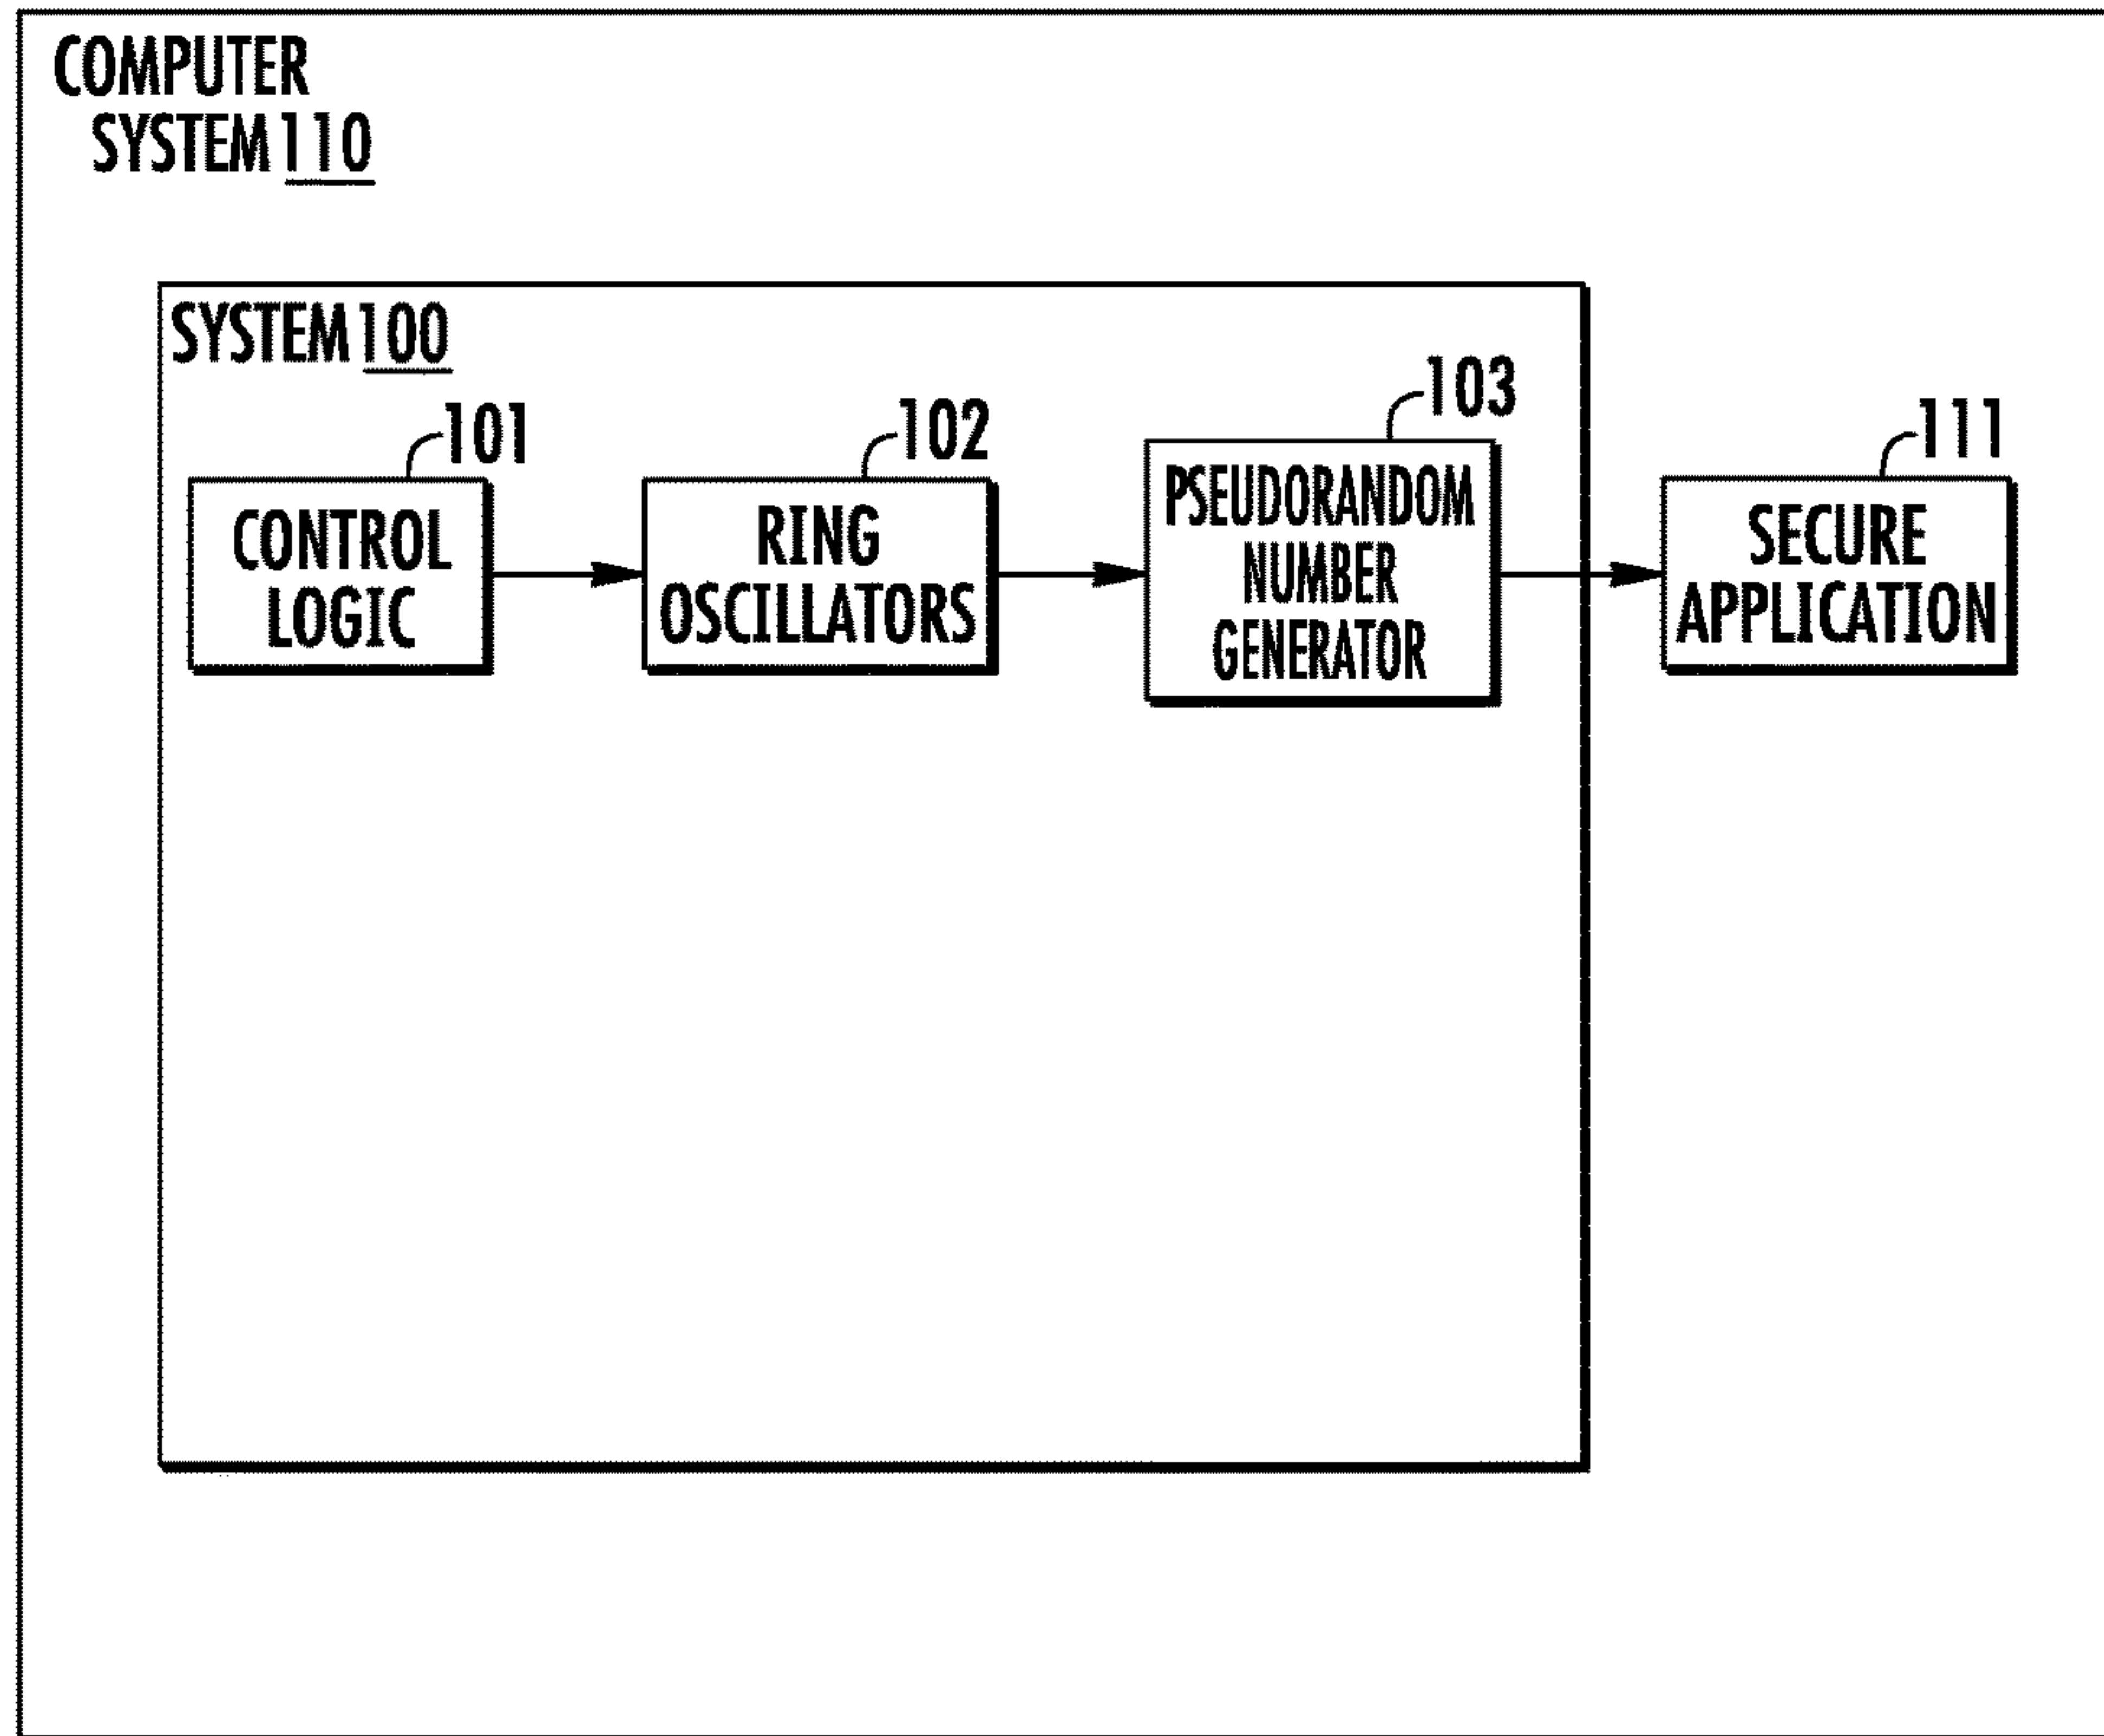 COMPUTER
SYSTEM 110
SYSTEM 100
101
102
103
111
CONTROL
LOGIC
RING
OSCILLATORS
PSEUDORANDOM
NUMBER
GENERATOR
SECURE
APPLICATION